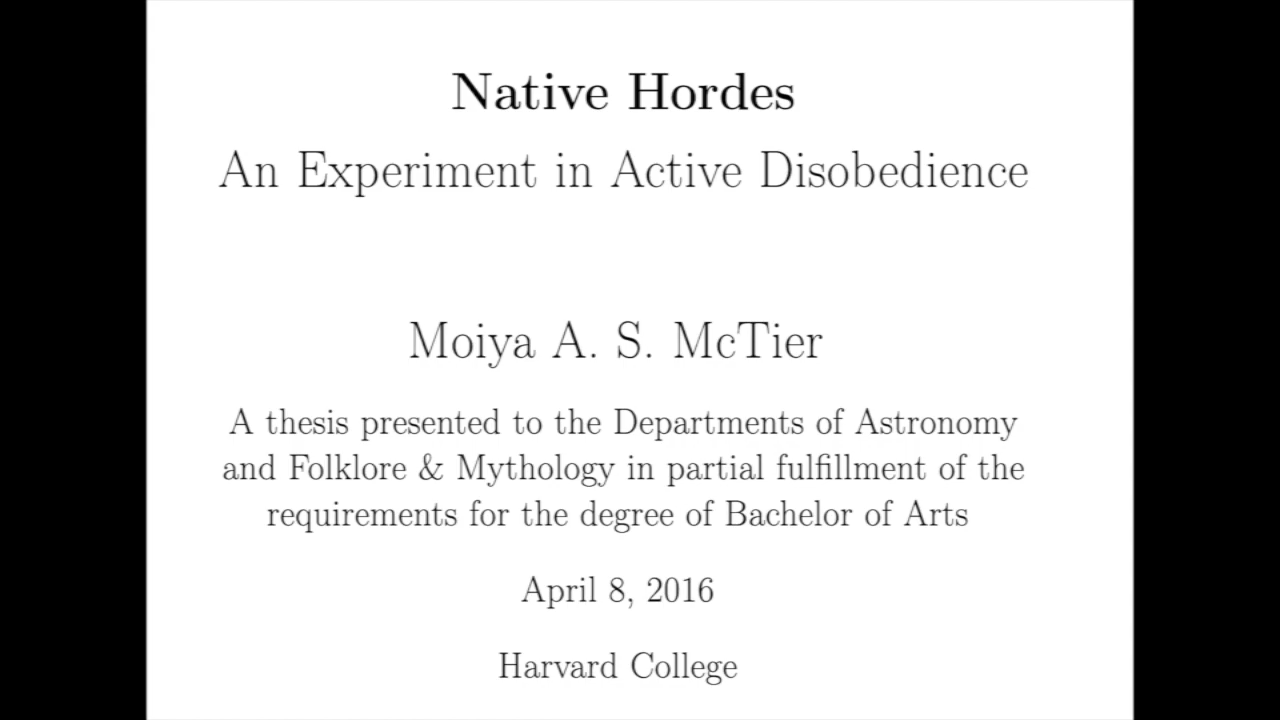 Native Hordes
An Experiment in Active Disobedience
Moiya A. S. McTier
A thesis presented to the Departments of Astronomy
and Folklore & Mythology in partial fulfillment of the
requirements for the degree of Bachelor of Arts
April 8, 2016
Harvard College